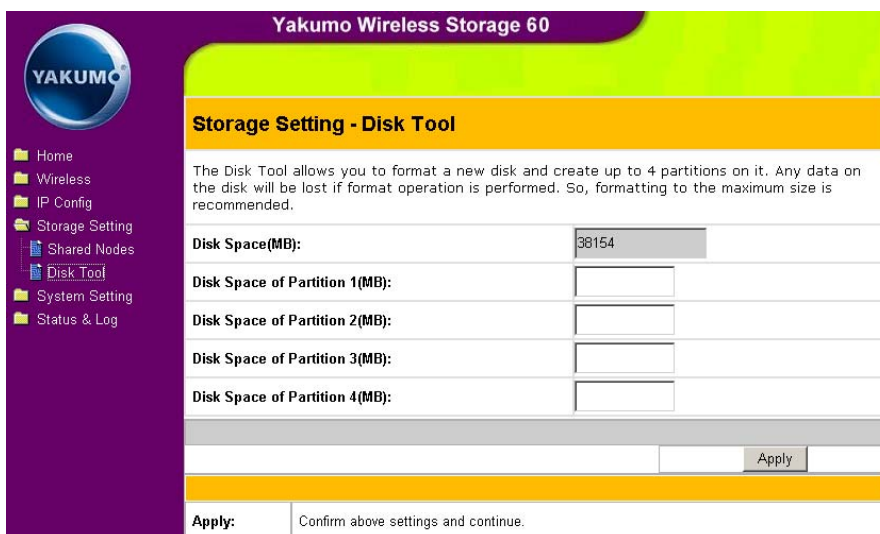 Yakumo Wireless Storage 60
YAKUMO
Home
Wireless
IP Config
Storage Setting
Shared Nodes
Disk Tool
System Setting
Status & Log
Storage Setting - Disk Tool
The Disk Tool allows you to format a new disk and create up to 4 partitions on it. Any data on
the disk will be lost if format operation is performed. So, formatting to the maximum size is
recommended.
Disk Space(MB): 38154
Disk Space of Partition 1(MB):
Disk Space of Partition 2(MB):
Disk Space of Partition 3(MB):
Disk Space of Partition 4(MB):
Apply
Apply: Confirm above settings and continue.